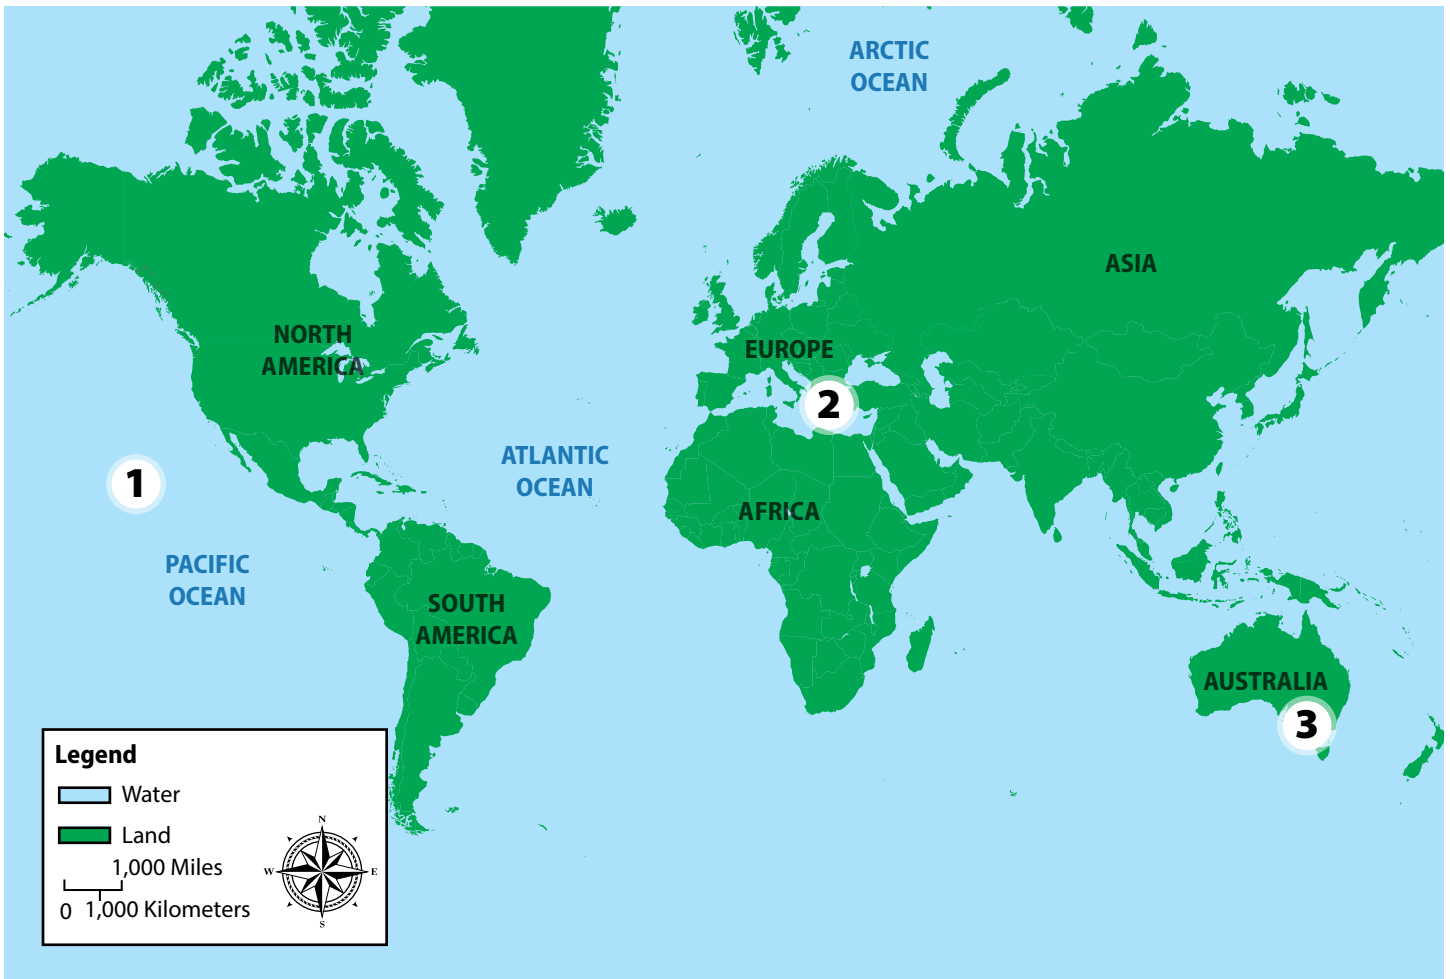 ARCTIC
OCEAN
ASIA
NORTH
AMERICA
EUROPE
2
ATLANTIC
OCEAN
1
AFRICA
PACIFIC
OCEAN
SOUTH
AMERICA
AUSTRALIA
3
Legend
Water
Land
1,000 Miles
0 1,000 Kilometers
N
W E
S